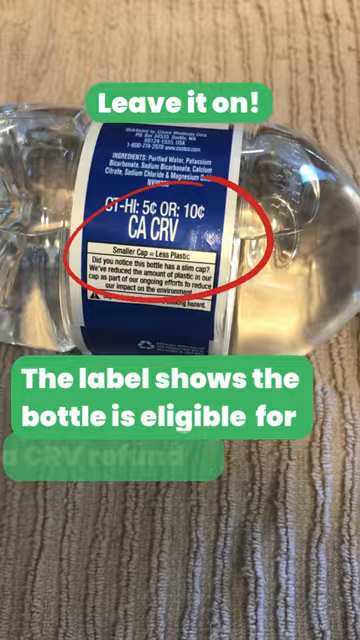 Leave it on!
Distributed by: Costco Wholesale Corp.
P.O. Box 34535, Seattle, WA
98124-1535, USA
1-800-774-2678 www.costco.com
INGREDIENTS: Purified Water, Potassium
Bicarbonate, Sodium Bicarbonate, Calcium
Citrate, Sodium Chloride & Magnesium
CT-HI: 5¢ OR: 10¢
CA CRV
Smaller Cap = Less Plastic
Did you notice this bottle has a slim cap?
We've reduced the amount of plastic in our
cap as part of our ongoing efforts to reduce
our impact on the environment.
hazard.
The label shows the
bottle is eligible for
a CRV refund